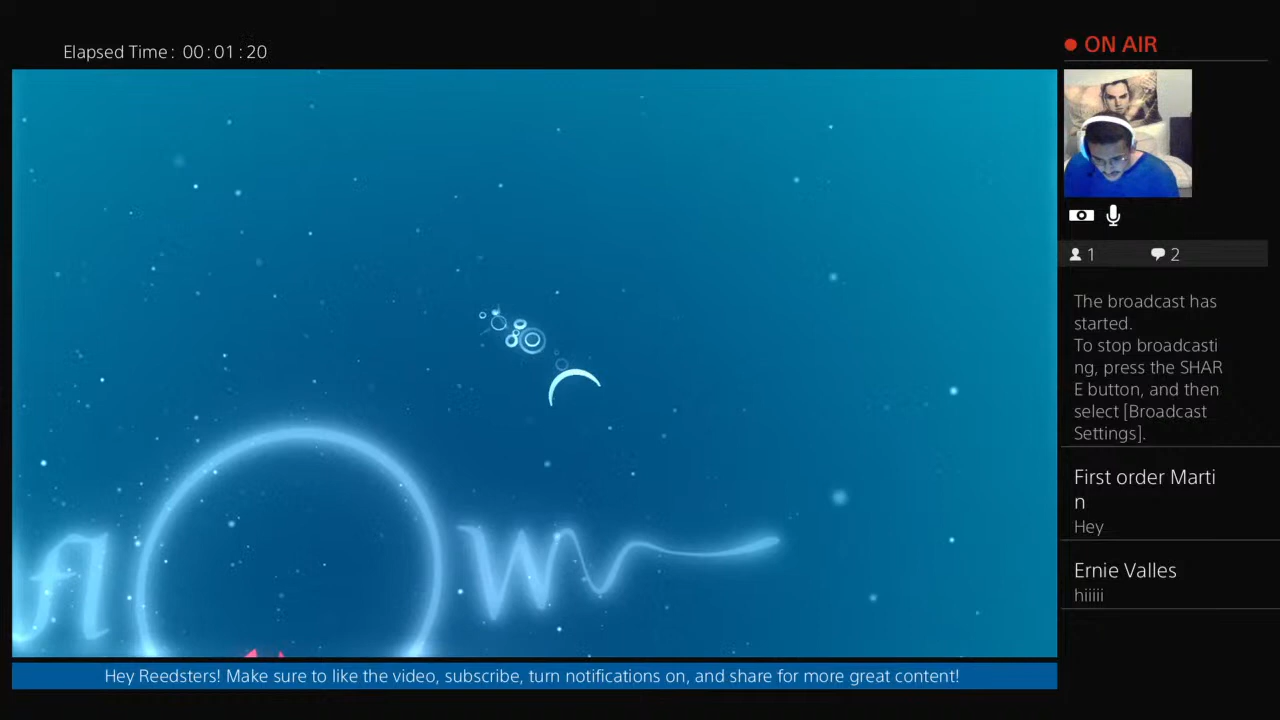 Elapsed Time: 00:01:20
ON AIR
flOw
1
2
The broadcast has
started.
To stop broadcasti
ng, press the SHAR
E button, and then
select [Broadcast
Settings].
First order Marti
n
Hey
Ernie Valles
hiiiii
Hey Reedsters! Make sure to like the video, subscribe, turn notifications on, and share for more great content!